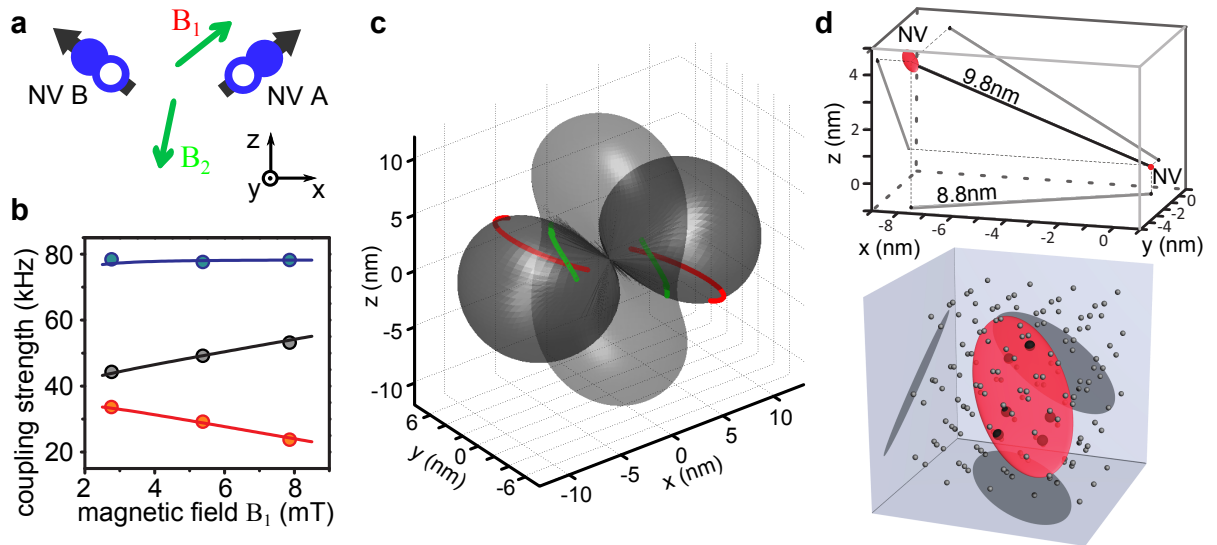 a
B1
NV B
NV A
B2
z
y
x
b
80
60
40
20
2
4
6
8
coupling strength (kHz)
magnetic field B1 (mT)
c
10
5
0
-5
-10
z (nm)
6
0
-6
y (nm)
-10
-5
0
5
10
x (nm)
d
NV
9.8nm
NV
8.8nm
4
2
0
z (nm)
-8
-6
-4
-2
0
x (nm)
0
-2
-4
y (nm)